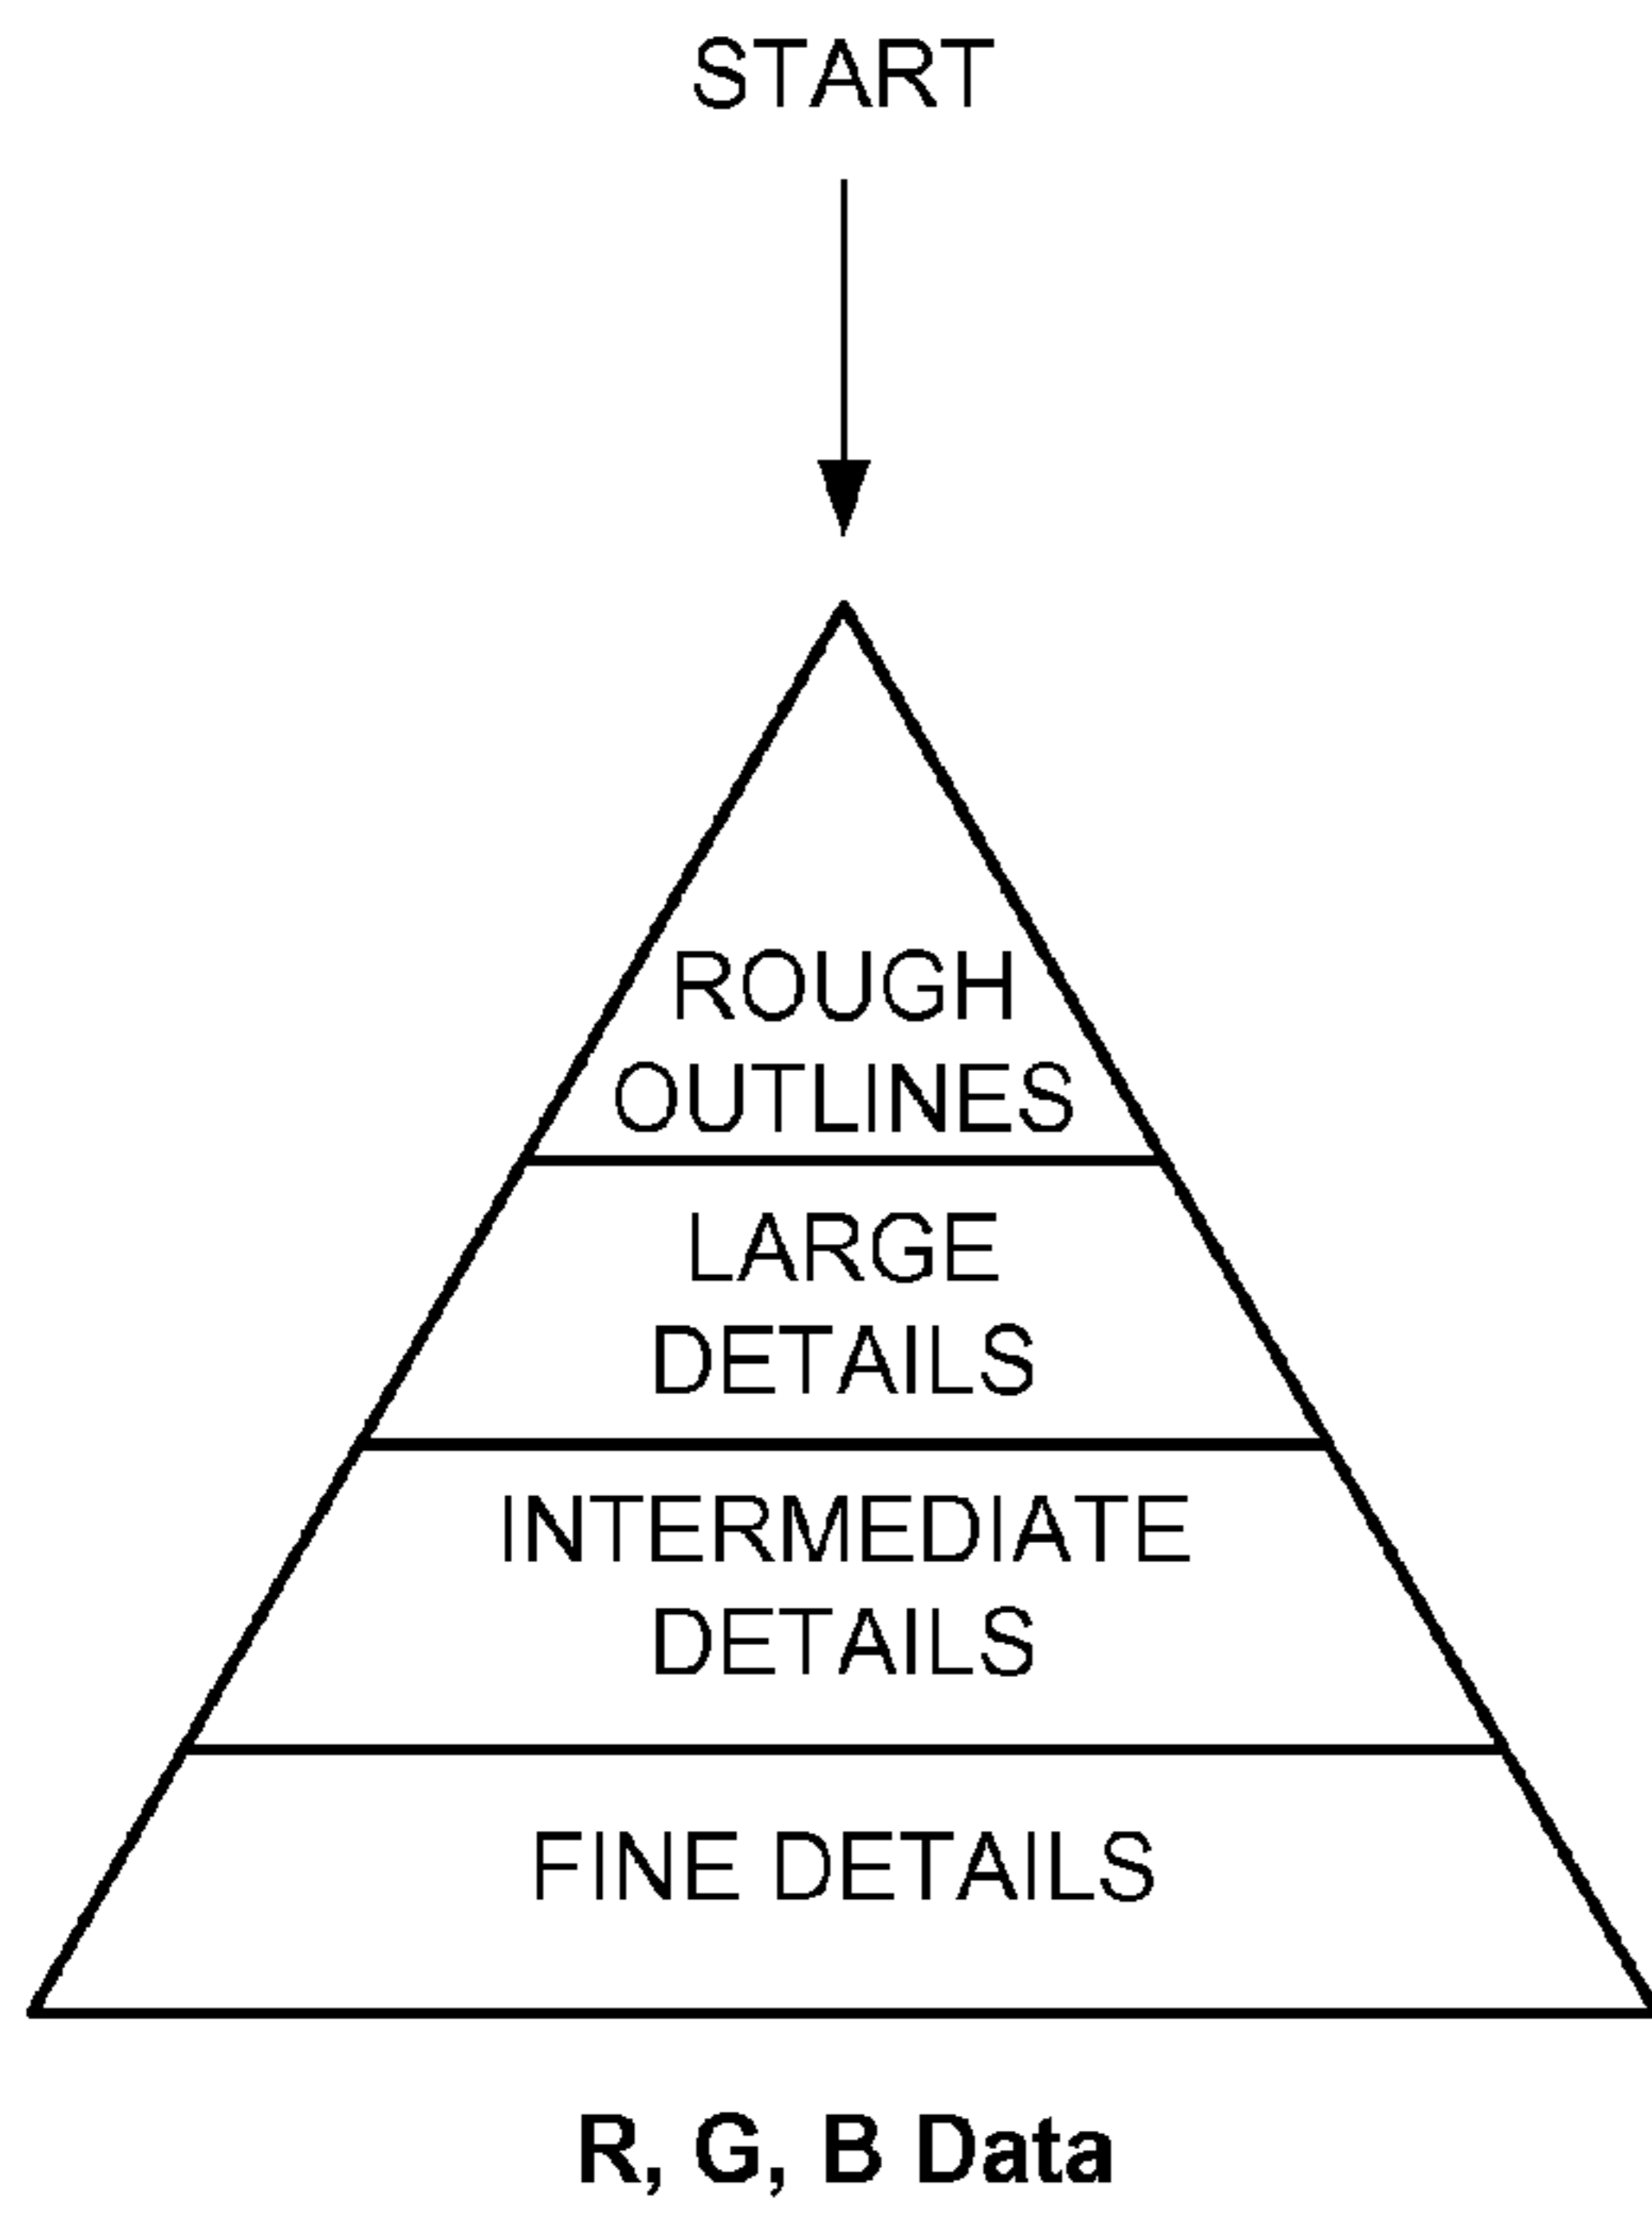 START
ROUGH
OUTLINES
LARGE
DETAILS
INTERMEDIATE
DETAILS
FINE DETAILS
R, G, B Data